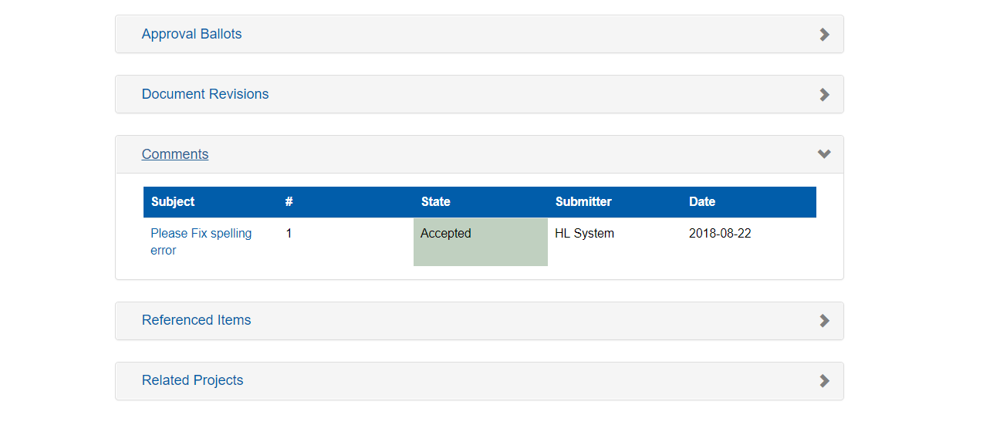 Approval Ballots
Document Revisions
Comments
Subject # State Submitter Date
Please Fix spelling 1 Accepted HL System 2018-08-22
error
Referenced Items
Related Projects